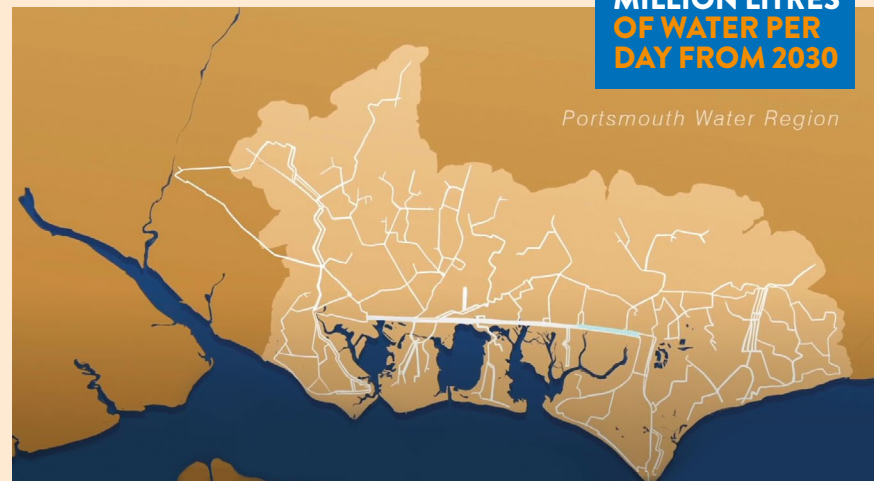 MILLION LITRES
OF WATER PER
DAY FROM 2030
Portsmouth Water Region